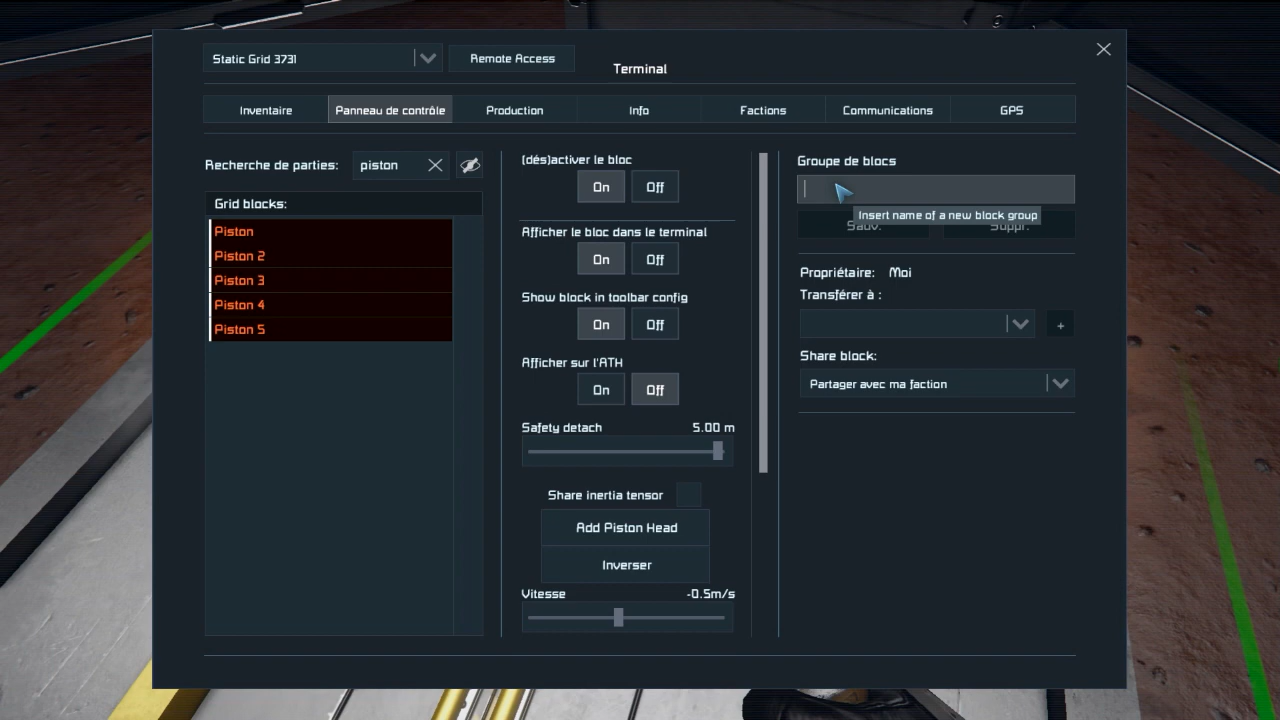 Static Grid 3731
Remote Access
Terminal
Inventaire
Panneau de contrôle
Production
Info
Factions
Communications
GPS
Recherche de parties:
piston
Grid blocks:
Piston
Piston 2
Piston 3
Piston 4
Piston 5
(dés)activer le bloc
On
Off
Afficher le bloc dans le terminal
On
Off
Show block in toolbar config
On
Off
Afficher sur l'ATH
On
Off
Safety detach
5.00 m
Share inertia tensor
Add Piston Head
Inverser
Vitesse
-0.5m/s
Groupe de blocs
Insert name of a new block group
Sauv.
Suppr.
Propriétaire: Moi
Transférer à :
+
Share block:
Partager avec ma faction